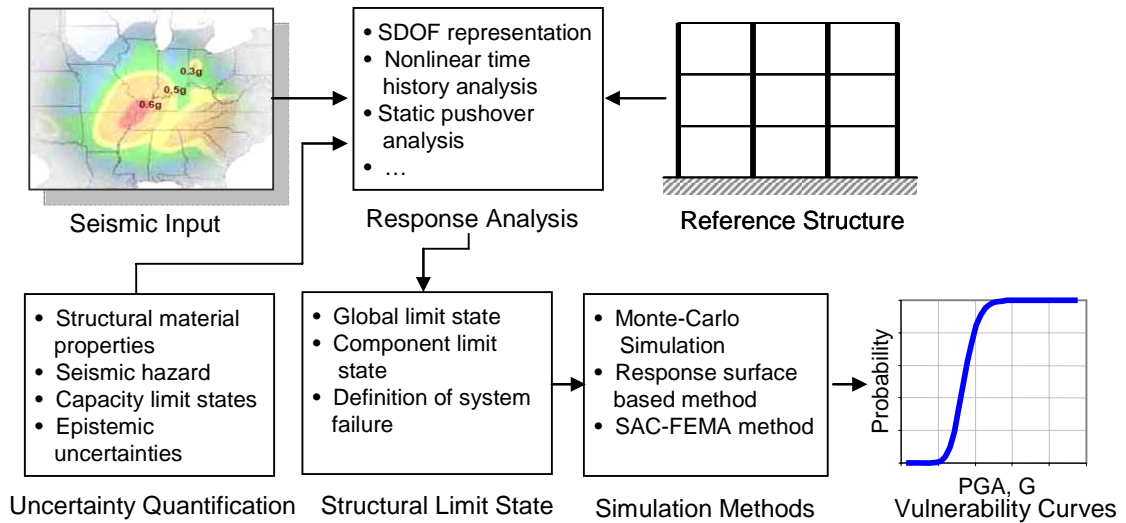 0.3g
0.5g
0.6g
Seismic Input
• SDOF representation
• Nonlinear time
history analysis
• Static pushover
analysis
• …
Response Analysis
Reference Structure
• Structural material
properties
• Seismic hazard
• Capacity limit states
• Epistemic
uncertainties
Uncertainty Quantification
• Global limit state
• Component limit
state
• Definition of system
failure
Structural Limit State
• Monte-Carlo
Simulation
• Response surface
based method
• SAC-FEMA method
Simulation Methods
Probability
PGA, G
Vulnerability Curves